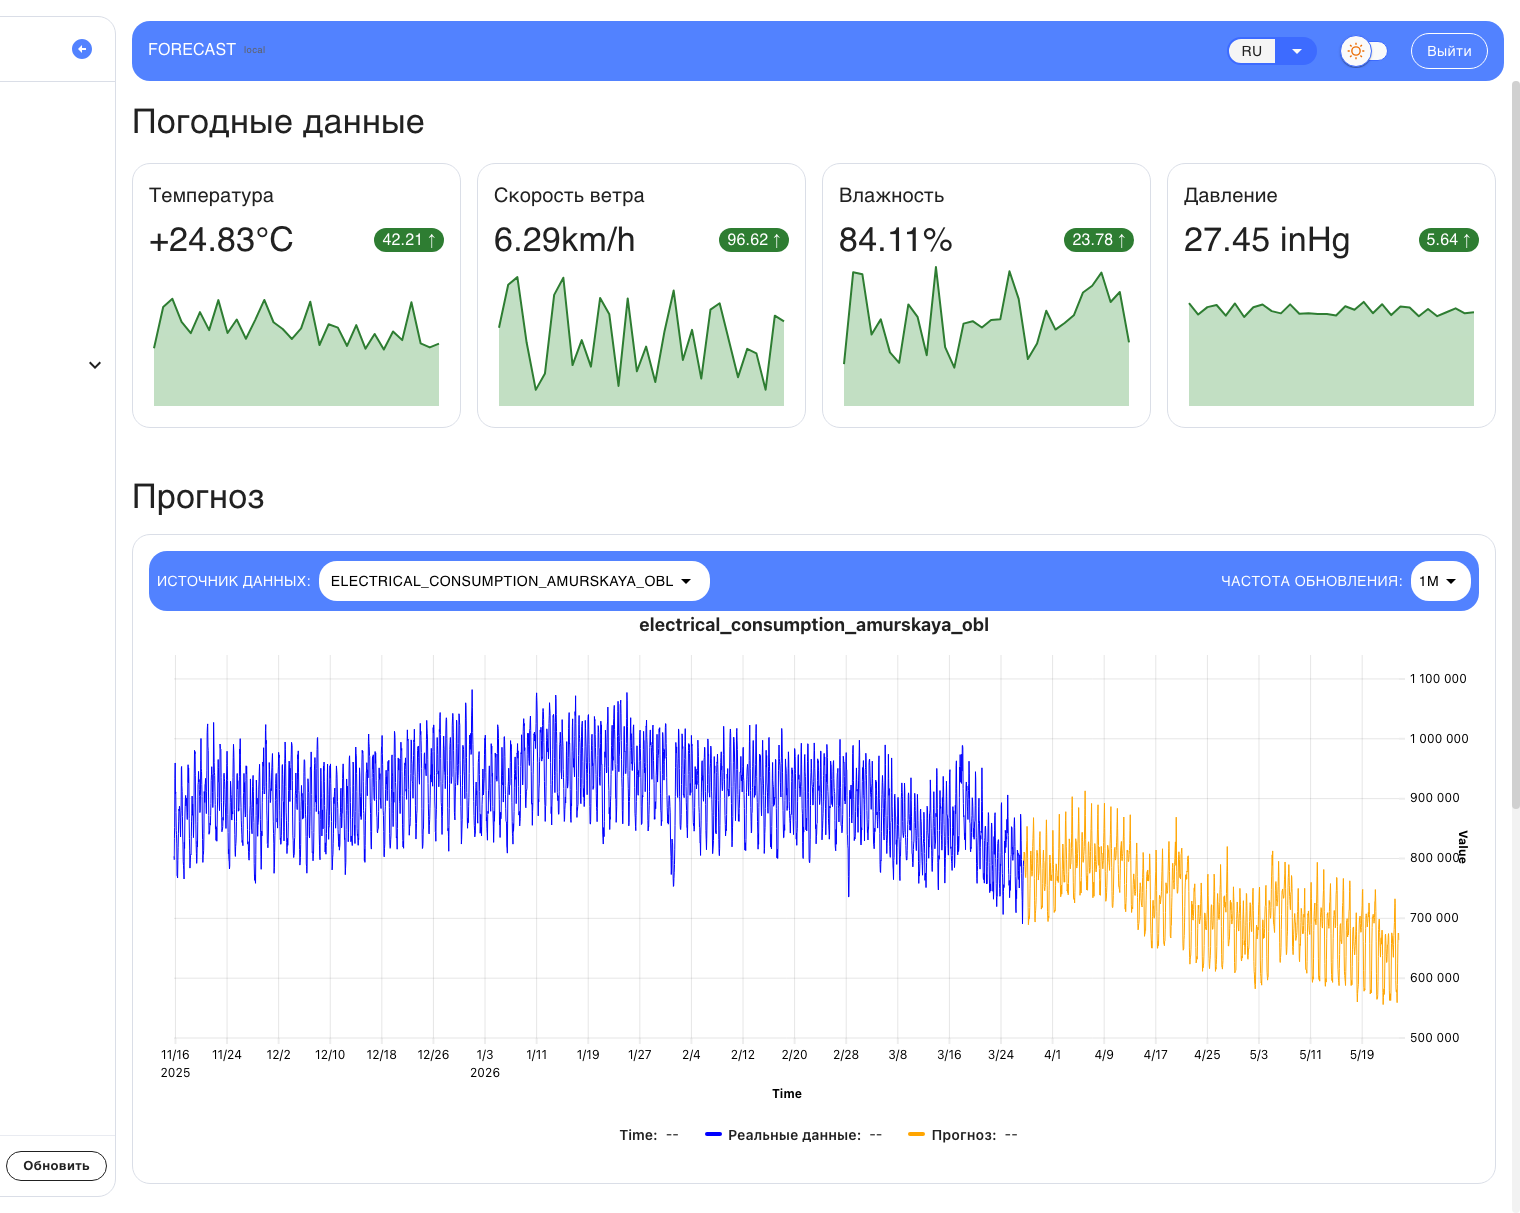 FORECAST local
RU
Выйти
Погодные данные
Температура
+24.83°C
42.21 ↑
Скорость ветра
6.29km/h
96.62 ↑
Влажность
84.11%
23.78 ↑
Давление
27.45 inHg
5.64 ↑
Прогноз
ИСТОЧНИК ДАННЫХ: ELECTRICAL_CONSUMPTION_AMURSKAYA_OBL
ЧАСТОТА ОБНОВЛЕНИЯ: 1M
electrical_consumption_amurskaya_obl
1 100 000
1 000 000
900 000
800 000
700 000
600 000
500 000
Value
11/16 11/24 12/2 12/10 12/18 12/26 1/3 1/11 1/19 1/27 2/4 2/12 2/20 2/28 3/8 3/16 3/24 4/1 4/9 4/17 4/25 5/3 5/11 5/19
2025 2026
Time
Time: -- Реальные данные: -- Прогноз: --
Обновить